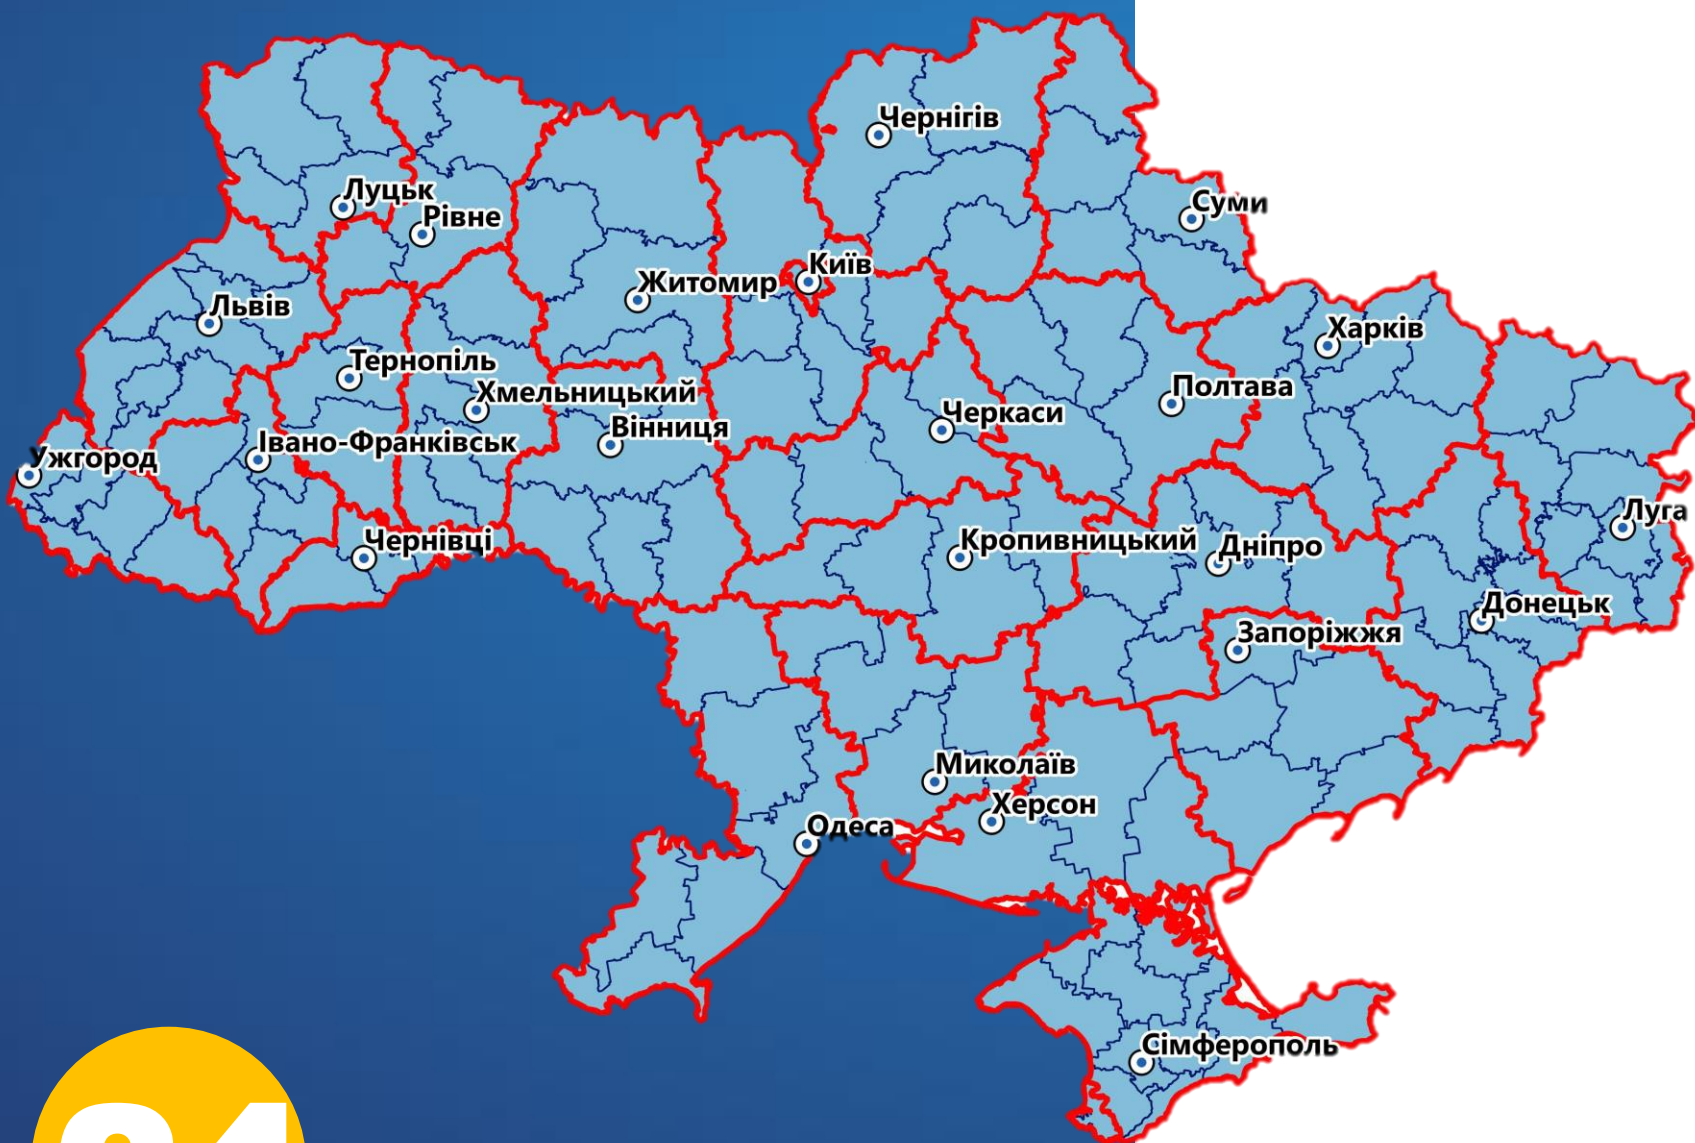 Чернігів
Луцьк
Рівне
Суми
Київ
Житомир
Львів
Харків
Тернопіль
Хмельницький
Полтава
Черкаси
Вінниця
Івано-Франківськ
Ужгород
Луга
Чернівці
Кропивницький
Дніпро
Донецьк
Запоріжжя
Миколаїв
Херсон
Одеса
Сімферополь